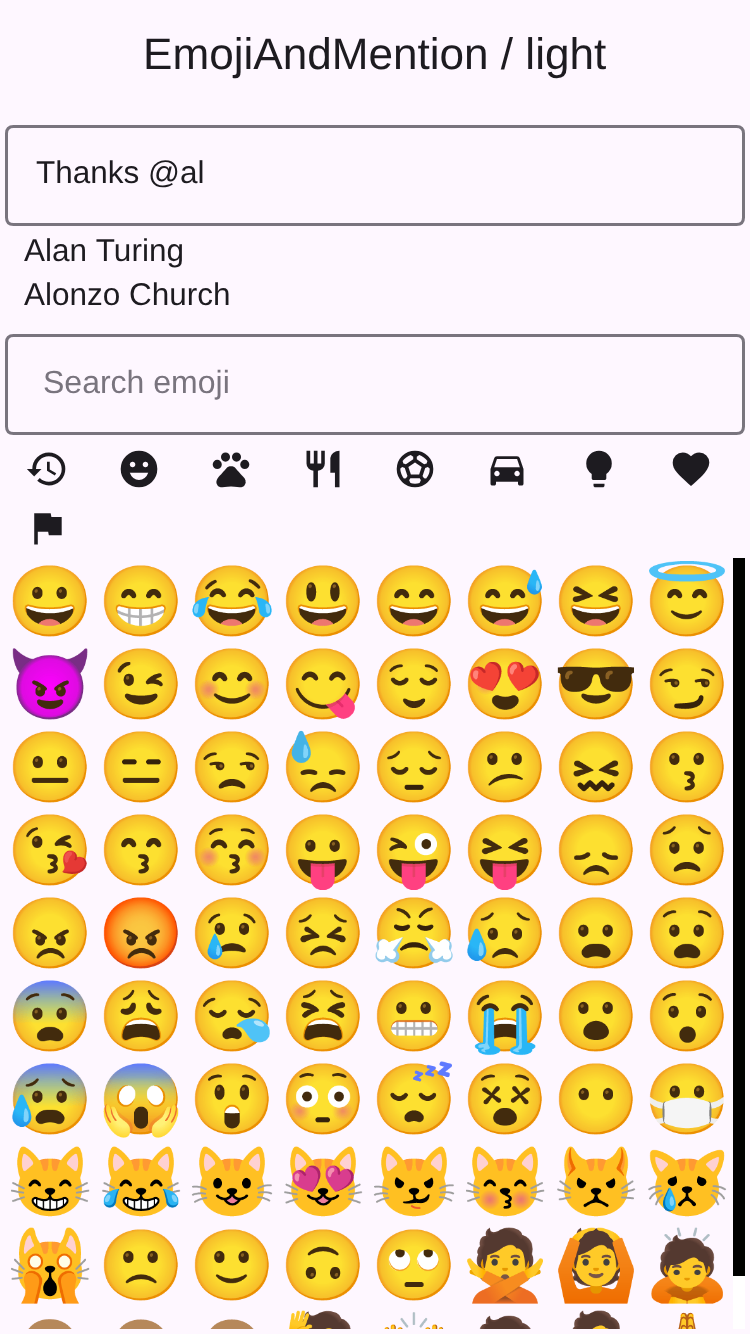 EmojiAndMention / light
Thanks @al
Alan Turing
Alonzo Church
Search emoji